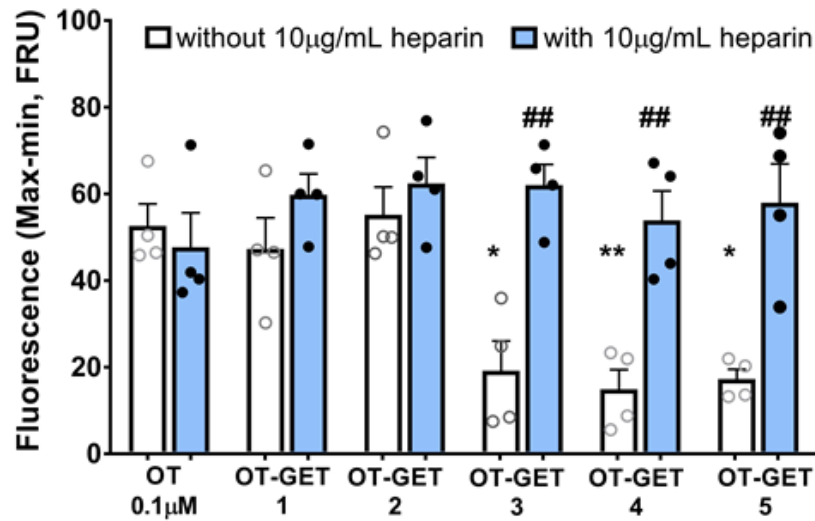 Fluorescence (Max-min, FRU)
100
80
60
40
20
0
without 10µg/mL heparin
with 10µg/mL heparin
##
##
##
*
**
*
OT OT-GET OT-GET OT-GET OT-GET OT-GET
0.1µM 1 2 3 4 5